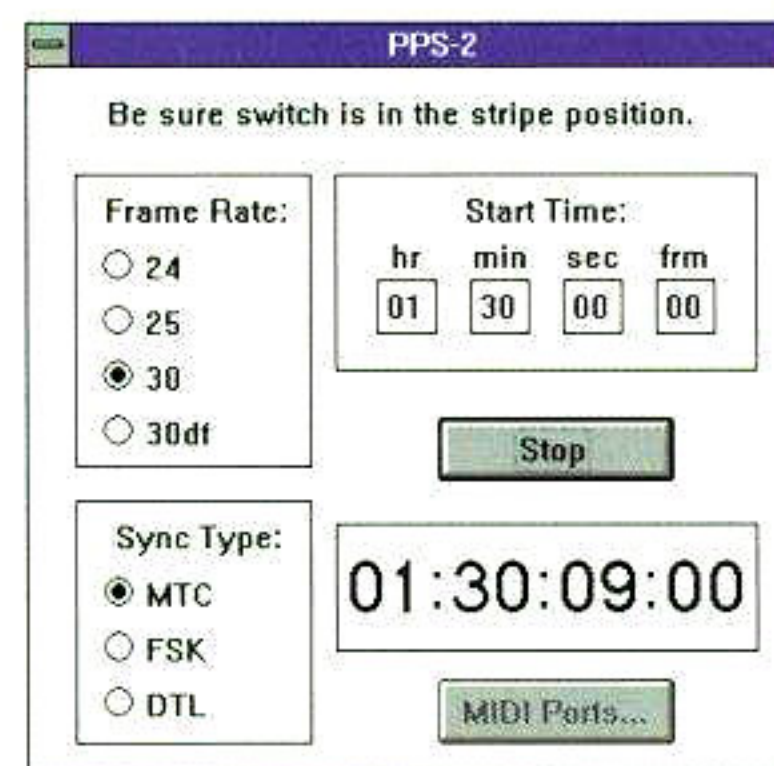 PPS-2
Be sure switch is in the stripe position.
Frame Rate:
24
25
30
30df
Start Time:
hr min sec frm
01 30 00 00
Stop
Sync Type:
MTC
FSK
DTL
01:30:09:00
MIDI Ports...